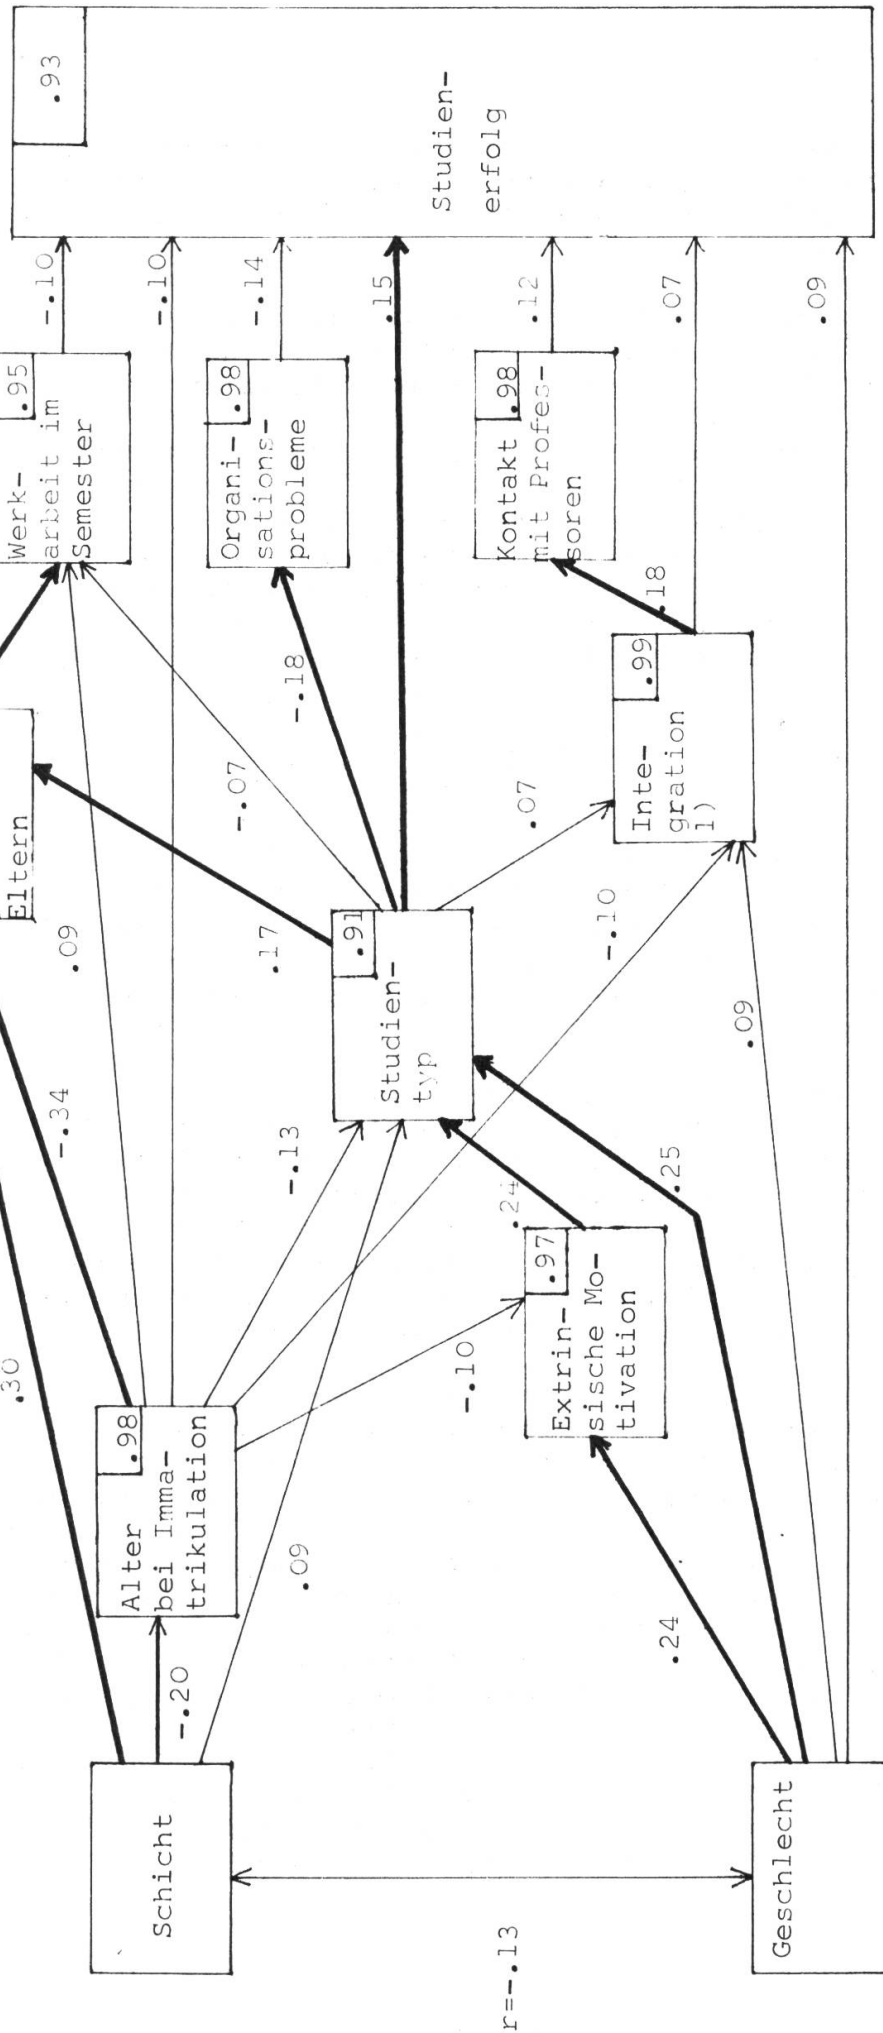 .93
Studien-
erfolg
-.10
-.10
-.14
.15
.12
.07
.09
.95
Werk-
arbeit im
Semester
.98
Organi-
sations-
probleme
.98
Kontakt
mit Profes-
soren
-.18
.18
-.07
.07
.99
Inte-
gration
1)
Eltern
.09
.17
.91
Studien-
typ
-.10
.09
-.34
-.13
.24
.25
.30
.98
Alter
bei Imma-
trikulation
-.10
.97
Extrin-
sische Mo-
tivation
.09
-.20
.24
Schicht
Geschlecht
r=-.13